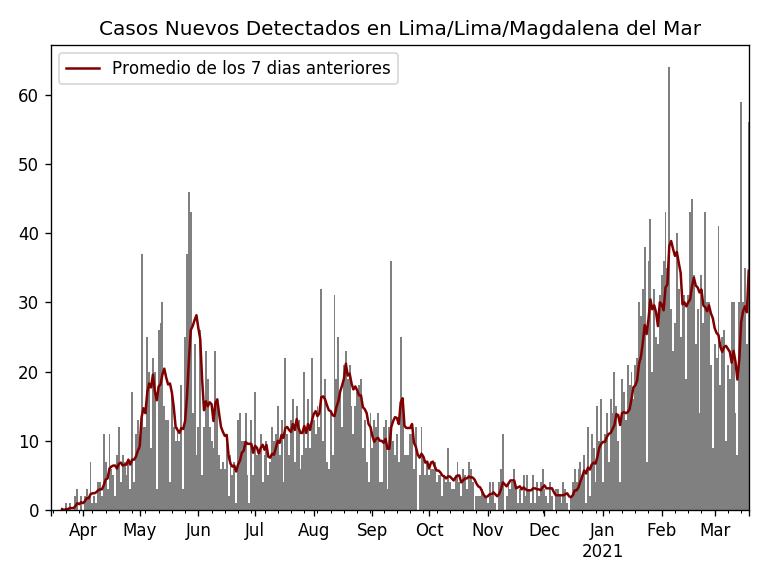 Casos Nuevos Detectados en Lima/Lima/Magdalena del Mar
Promedio de los 7 dias anteriores
60
50
40
30
20
10
0
Apr May Jun Jul Aug Sep Oct Nov Dec Jan Feb Mar
2021